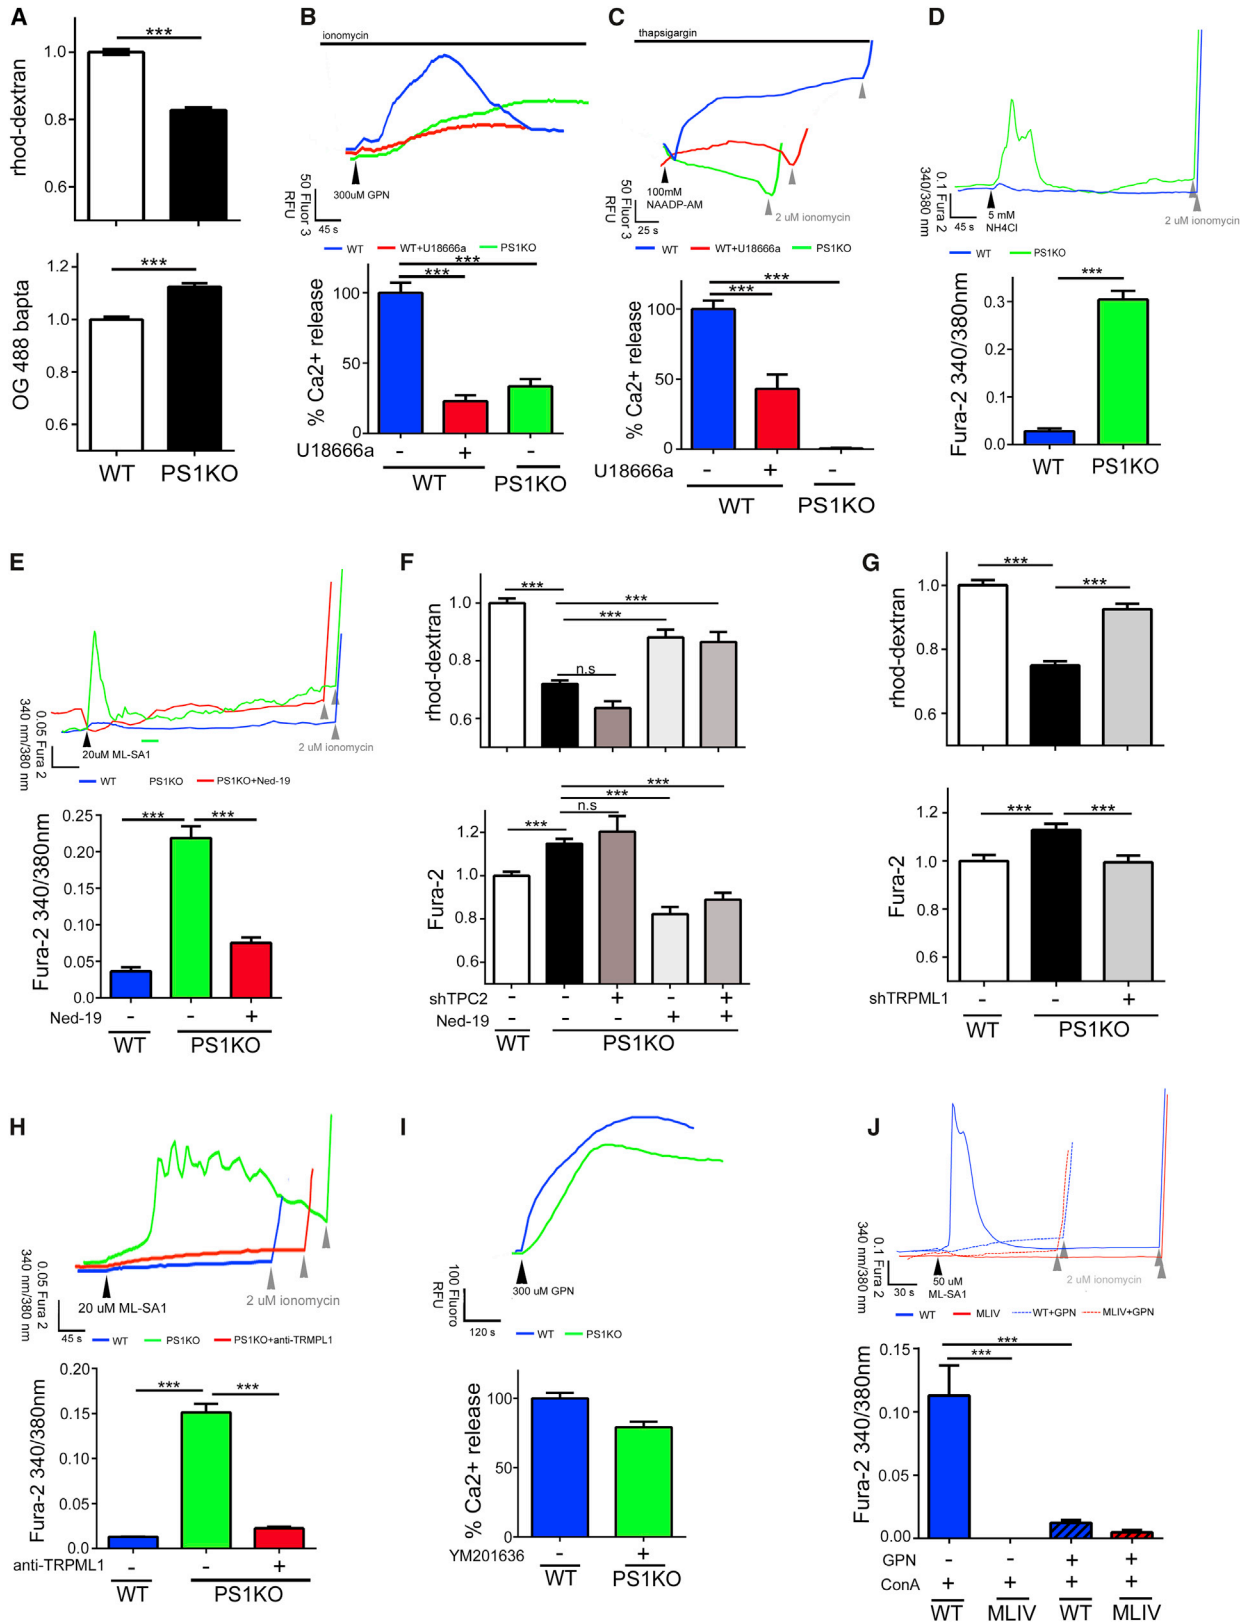 A
***
rhod-dextran
1.0
0.8
0.6
***
OG 488 bapta
1.2
1.0
0.8
0.6
WT
PS1KO
B
ionomycin
300uM GPN
50 Fluor 3
RFU
45 s
WT
WT+U18666a
PS1KO
***
***
% Ca2+ release
100
50
0
U18666a
-
+
-
WT
PS1KO
C
thapsigargin
100mM
NAADP-AM
2 uM ionomycin
50 Fluor 3
RFU
25 s
WT
WT+U18666a
PS1KO
***
***
% Ca2+ release
100
50
0
U18666a
-
+
-
WT
PS1KO
D
0.1 Fura 2
340/380 nm
45 s
5 mM
NH4Cl
2 uM ionomycin
WT
PS1KO
***
Fura-2 340/380nm
0.3
0.2
0.1
0.0
WT
PS1KO
E
0.05 Fura 2
340 nm/380 nm
20uM ML-SA1
2 uM ionomycin
WT
PS1KO
PS1KO+Ned-19
***
***
Fura-2 340/380nm
0.25
0.20
0.15
0.10
0.05
0.0
Ned-19
-
-
+
WT
PS1KO
F
***
***
***
n.s
rhod-dextran
1.0
0.8
0.6
***
***
n.s
***
Fura-2
1.2
1.0
0.8
0.6
shTPC2
-
-
+
-
+
Ned-19
-
-
-
+
+
WT
PS1KO
G
***
***
rhod-dextran
1.0
0.8
0.6
***
***
Fura-2
1.2
1.0
0.8
0.6
shTRPML1
-
-
+
WT
PS1KO
H
0.05 Fura 2
340 nm/380 nm
20 uM ML-SA1
2 uM ionomycin
45 s
WT
PS1KO
PS1KO+anti-TRMPL1
***
***
Fura-2 340/380nm
0.20
0.15
0.10
0.05
0.0
anti-TRPML1
-
-
+
WT
PS1KO
I
100 Fluoro
RFU
300 uM GPN
120 s
WT
PS1KO
% Ca2+ release
100
50
0
YM201636
-
+
WT
PS1KO
J
0.1 Fura 2
340 nm/380 nm
30 s
50 uM
ML-SA1
2 uM ionomycin
WT
MLIV
WT+GPN
MLIV+GPN
***
***
Fura-2 340/380nm
0.15
0.10
0.05
0.00
GPN
-
-
+
+
ConA
+
+
+
+
WT
MLIV
WT
MLIV